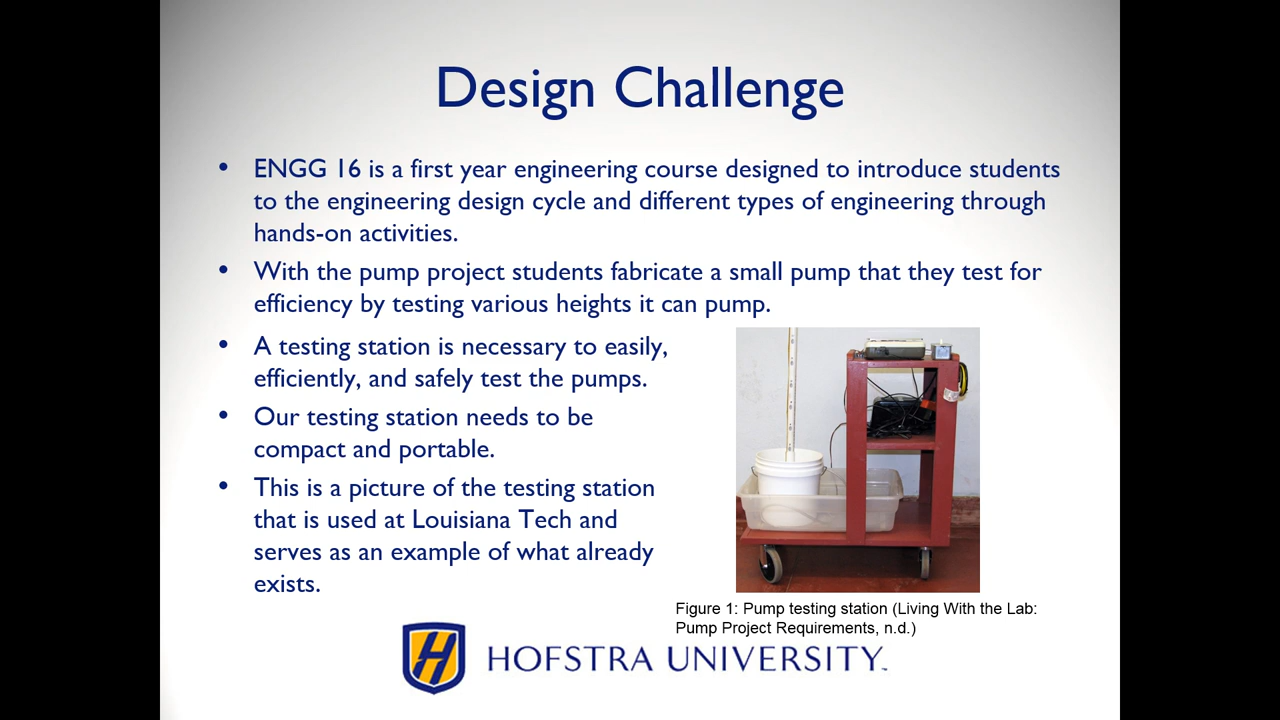 Design Challenge
• ENGG 16 is a first year engineering course designed to introduce students
to the engineering design cycle and different types of engineering through
hands-on activities.
• With the pump project students fabricate a small pump that they test for
efficiency by testing various heights it can pump.
• A testing station is necessary to easily,
efficiently, and safely test the pumps.
• Our testing station needs to be
compact and portable.
• This is a picture of the testing station
that is used at Louisiana Tech and
serves as an example of what already
exists.
Figure 1: Pump testing station (Living With the Lab:
Pump Project Requirements, n.d.)
H HOFSTRA UNIVERSITY™